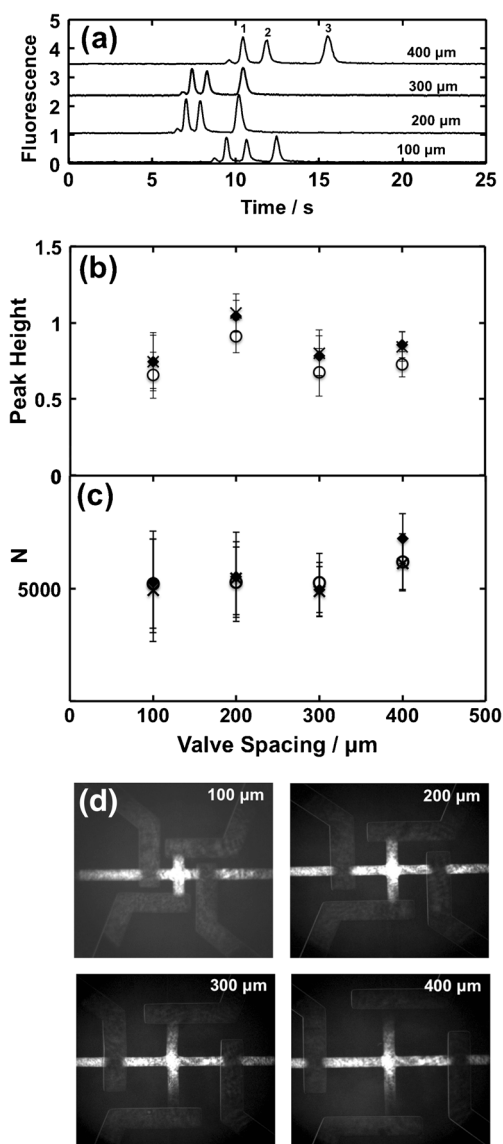 (a)
Fluorescence
5
4
3
2
1
0
1 2 3
400 µm
300 µm
200 µm
100 µm
0 5 10 15 20 25
Time / s
(b)
Peak Height
1.5
1
0.5
0
(c)
N
5000
0 100 200 300 400 500
Valve Spacing / µm
(d)
100 µm
200 µm
300 µm
400 µm